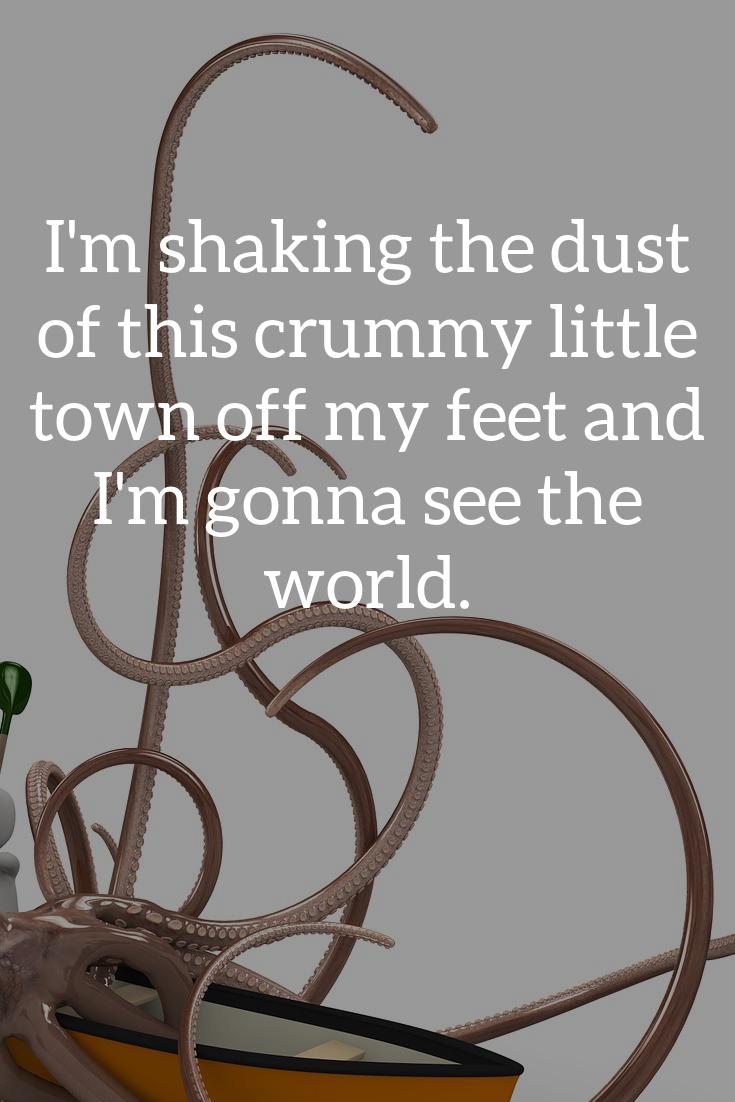 I'm shaking the dust
of this crummy little
town off my feet and
I'm gonna see the
world.